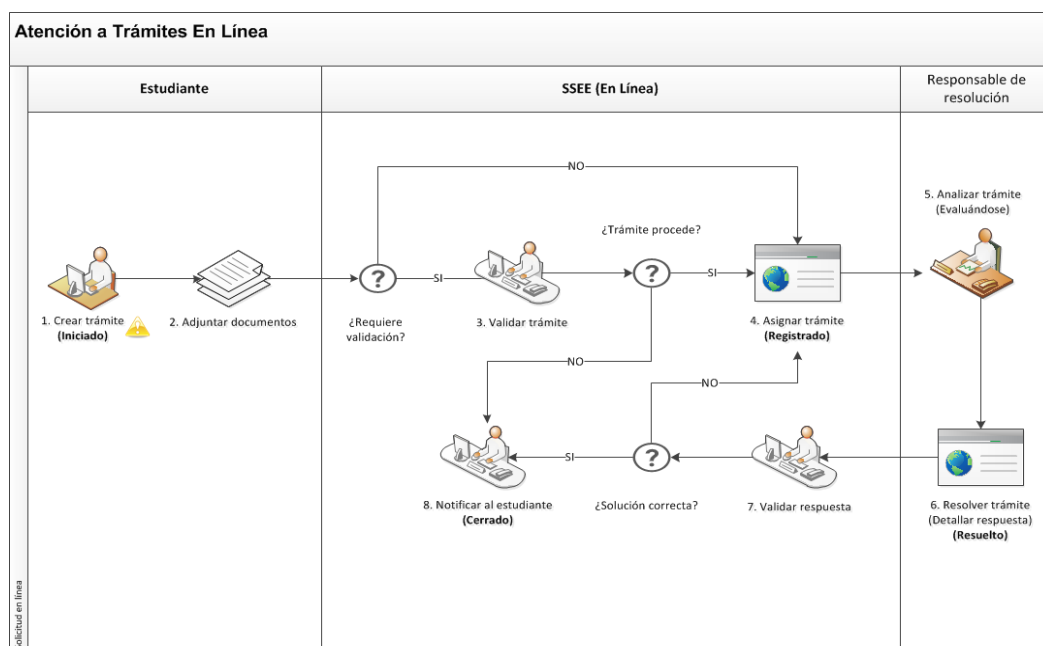 Atención a Trámites En Línea
Estudiante
SSEE (En Línea)
Responsable de
resolución
NO
5. Analizar trámite
(Evaluándose)
¿Trámite procede?
?
SI
?
SI
1. Crear trámite
(Iniciado)
2. Adjuntar documentos
¿Requiere
validación?
3. Validar trámite
4. Asignar trámite
(Registrado)
NO
NO
SI
?
8. Notificar al estudiante
(Cerrado)
¿Solución correcta?
7. Validar respuesta
6. Resolver trámite
(Detallar respuesta)
(Resuelto)
Solicitud en línea